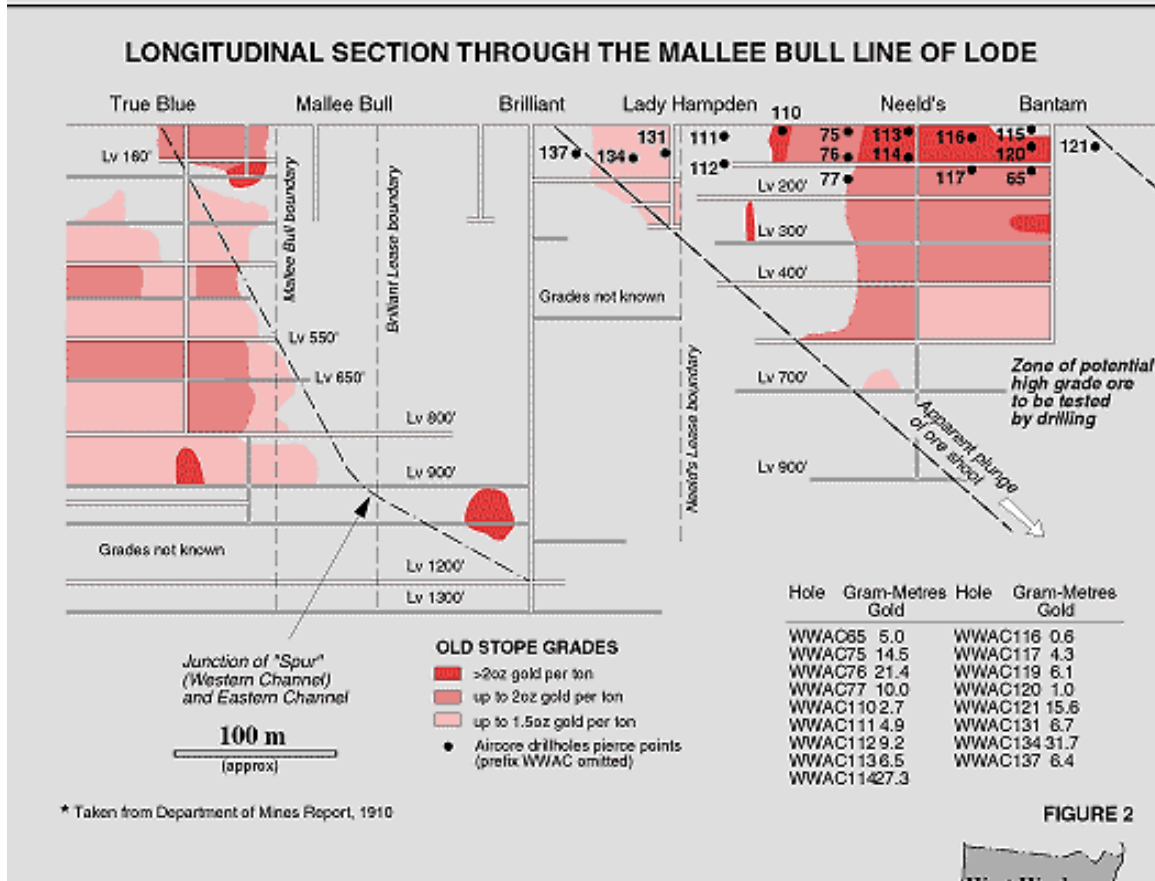 LONGITUDINAL SECTION THROUGH THE MALLEE BULL LINE OF LODE
True Blue
Mallee Bull
Brilliant
Lady Hampden
Neeld's
Bantam
110
131
111
75
113
116
115
137
134
112
76
114
120
121
77
117
65
Lv 160"
Lv 200'
Lv 300'
Lv 400'
Mallee Bull boundary
Brilliant Lease boundary
Grades not known
Lv 550"
Lv 650"
Lv 700'
Zone of potential
high grade ore
to be tested
by drilling
Neeld's Lease boundary
Apparent plunge
of ore shoot
Lv 800'
Lv 900'
Lv 900'
Grades not known
Lv 1200'
Lv 1300'
Junction of "Spur"
(Western Channel)
and Eastern Channel
100 m
(approx)
OLD STOPE GRADES
>2oz gold per ton
up to 2oz gold per ton
up to 1.5oz gold per ton
Aircore drillholes pierce points
(prefix WWAC omitted)
Hole Gram-Metres Gold Hole Gram-Metres Gold
WWAC65 5.0 WWAC116 0.6
WWAC75 14.5 WWAC117 4.3
WWAC76 21.4 WWAC119 6.1
WWAC77 10.0 WWAC120 1.0
WWAC110 2.7 WWAC121 15.6
WWAC111 4.9 WWAC131 6.7
WWAC112 9.2 WWAC134 31.7
WWAC113 6.5 WWAC137 6.4
WWAC114 27.3
* Taken from Department of Mines Report, 1910
FIGURE 2